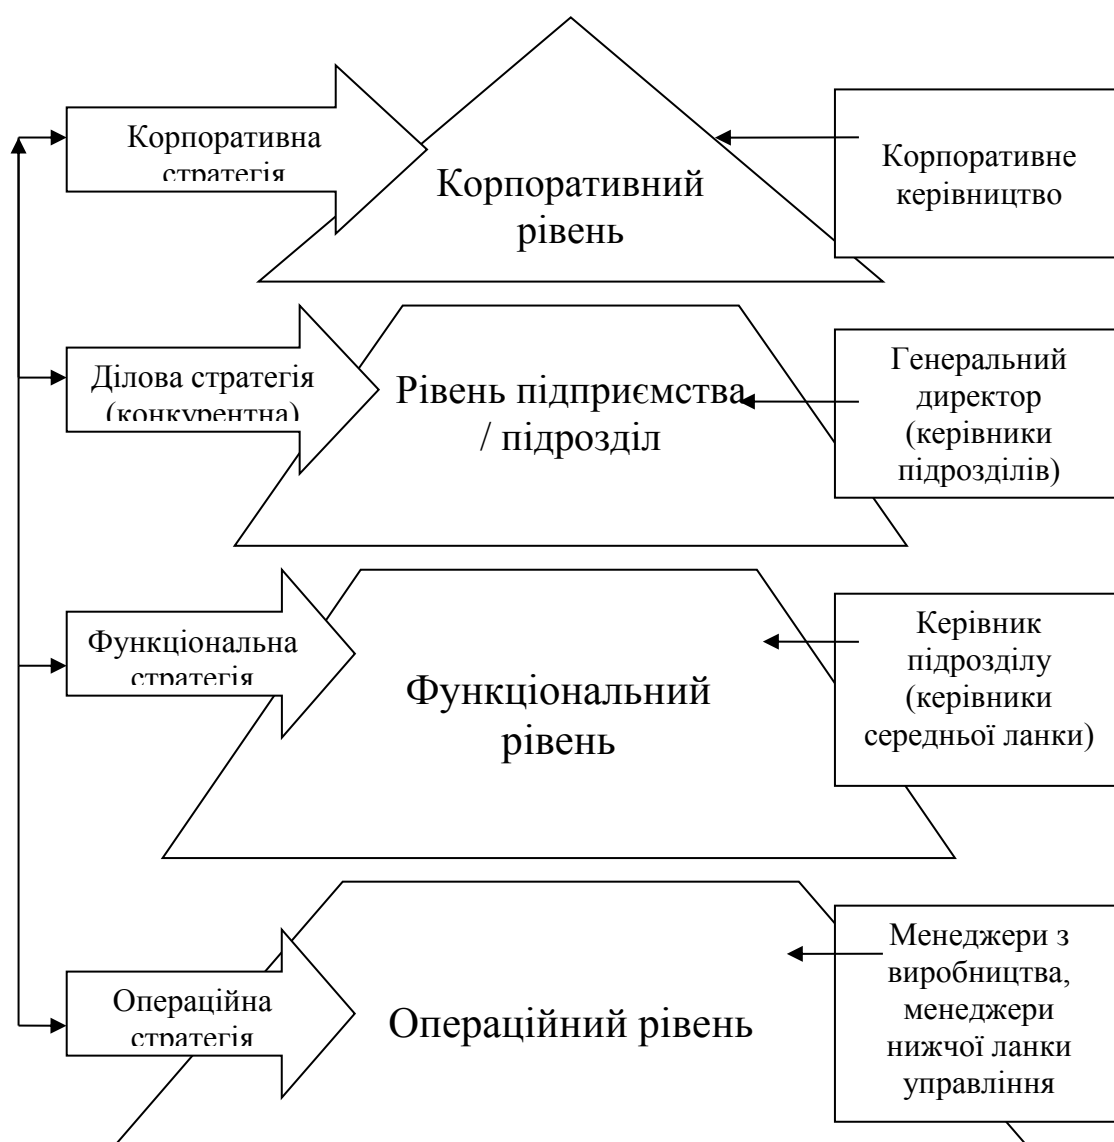 Корпоративна
стратегія
Корпоративний
рівень
Корпоративне
керівництво
Ділова стратегія
(конкурентна)
Рівень підприємства
/ підрозділ
Генеральний
директор
(керівники
підрозділів)
Функціональна
стратегія
Функціональний
рівень
Керівник
підрозділу
(керівники
середньої ланки)
Операційна
стратегія
Операційний рівень
Менеджери з
виробництва,
менеджери
нижчої ланки
управління